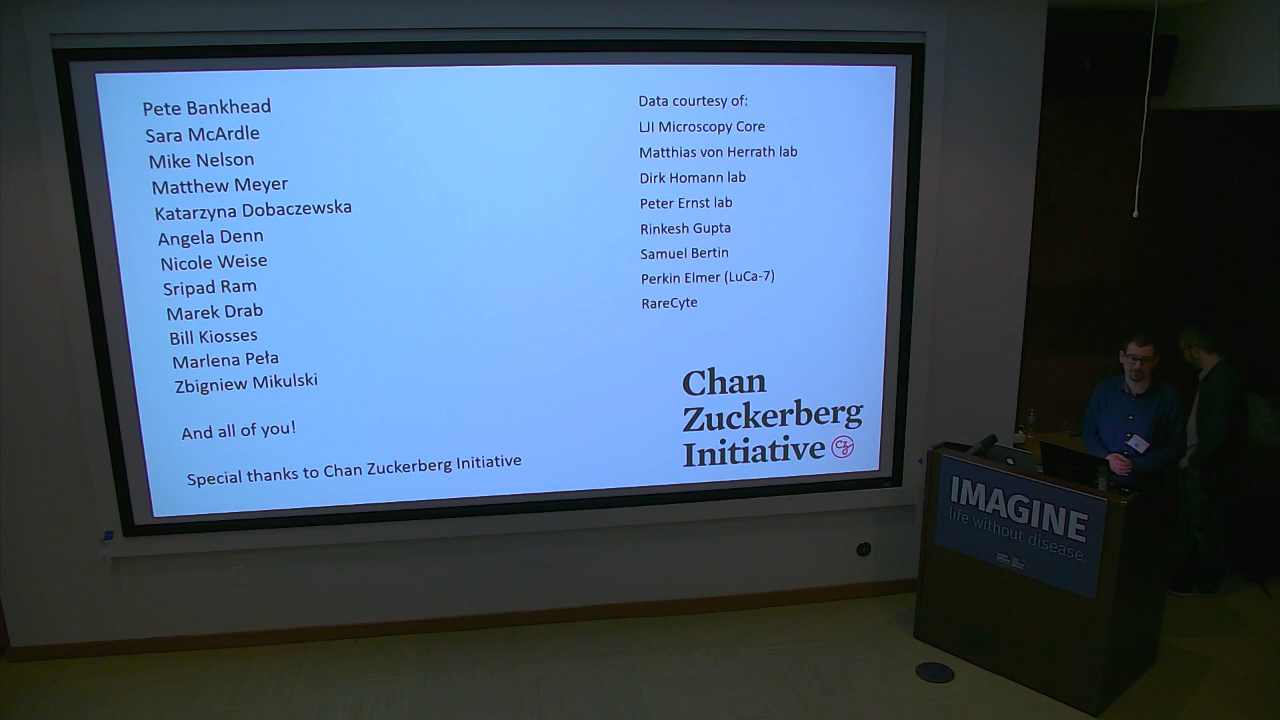 Pete Bankhead
Sara McArdle
Mike Nelson
Matthew Meyer
Katarzyna Dobaczewska
Angela Denn
Nicole Weise
Sripad Ram
Marek Drab
Bill Kiosses
Marlena Peła
Zbigniew Mikulski
And all of you!
Special thanks to Chan Zuckerberg Initiative
Data courtesy of:
LJI Microscopy Core
Matthias von Herrath lab
Dirk Homann lab
Peter Ernst lab
Rinkesh Gupta
Samuel Bertin
Perkin Elmer (LuCa-7)
RareCyte
Chan
Zuckerberg
Initiative
IMAGINE
life without disease.